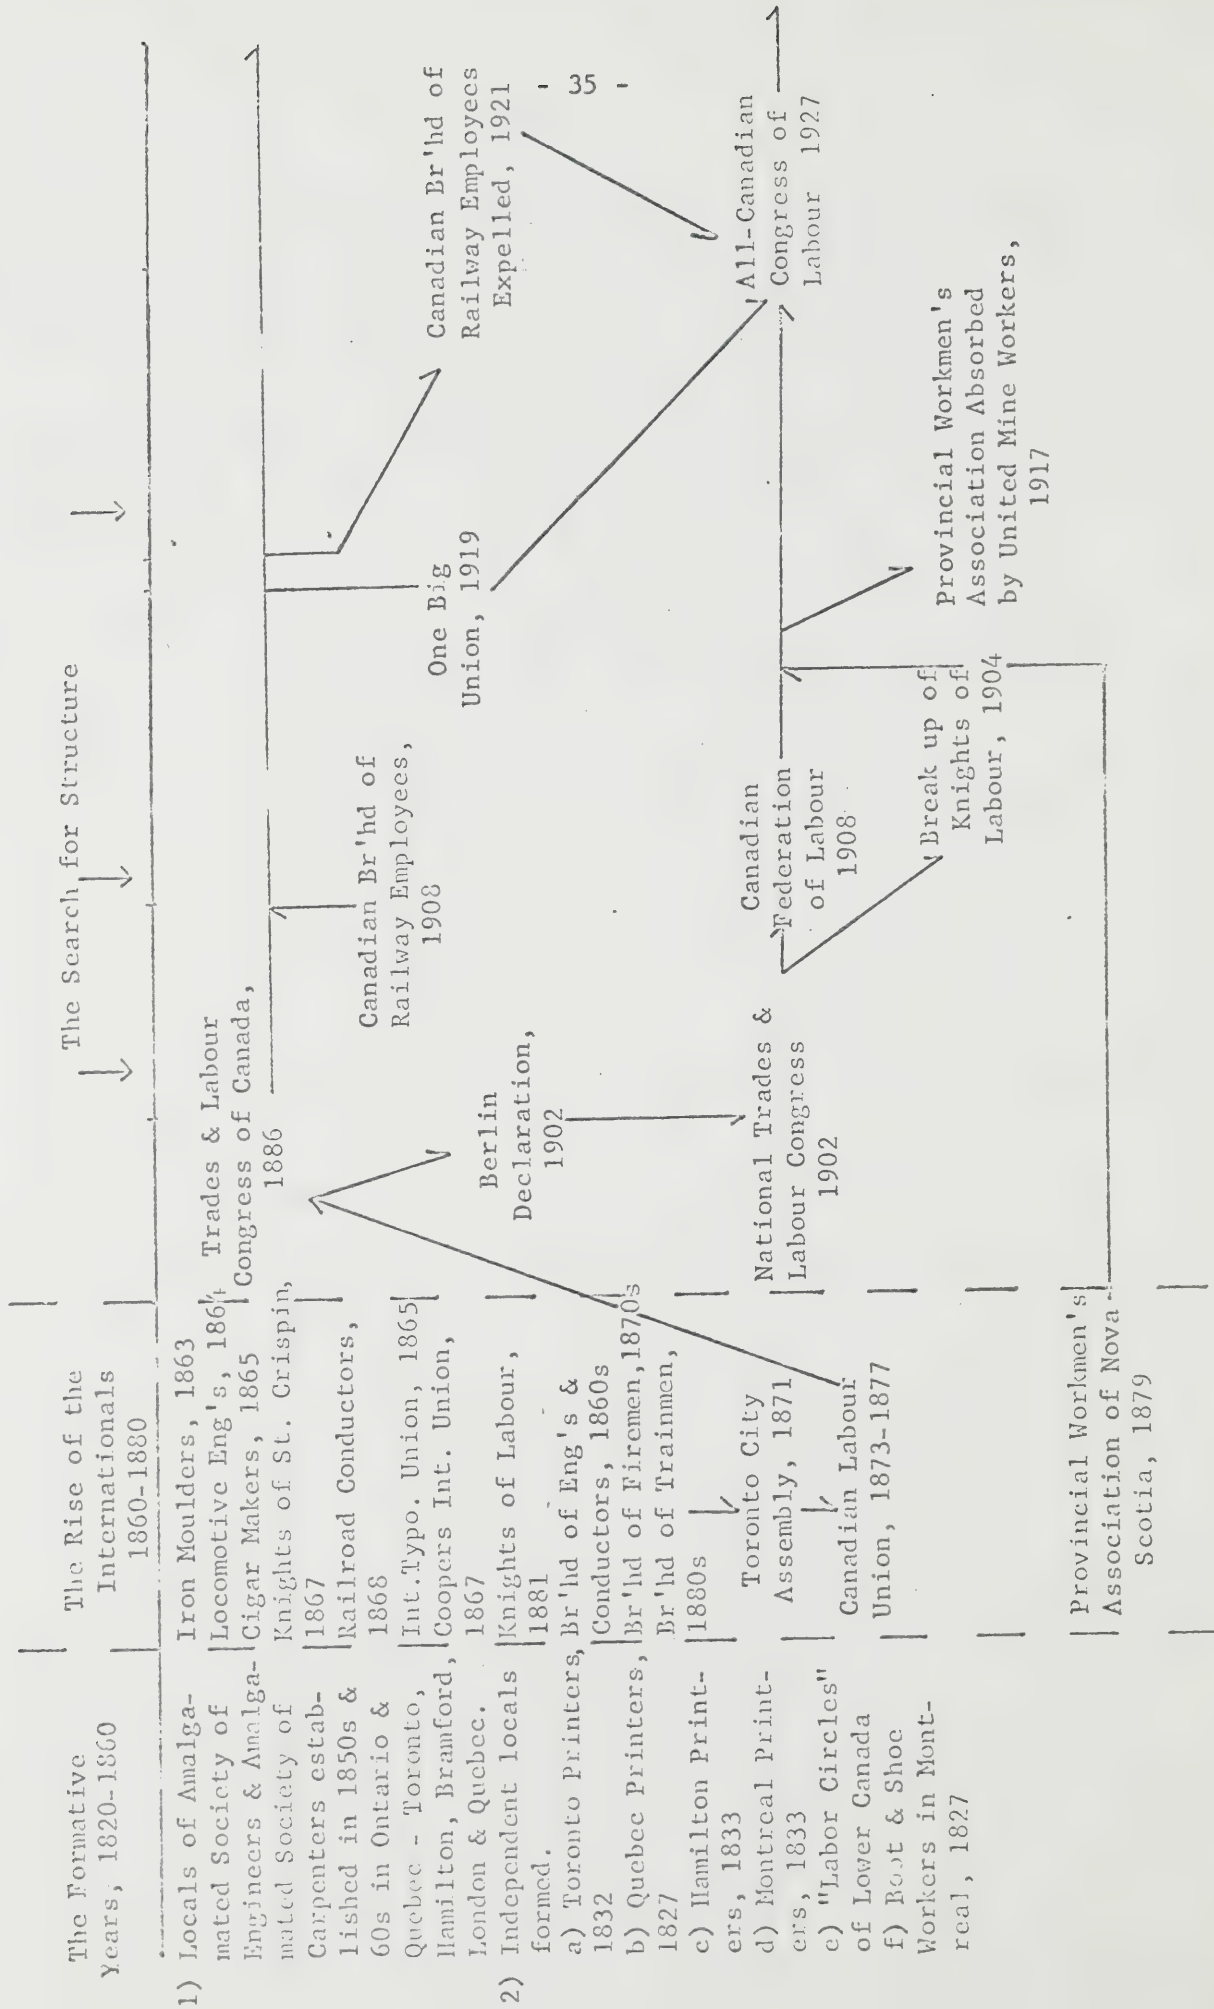 - 35 -
The Formative
Years, 1820-1860
1) Locals of Amalga-
mated Society of
Engineers & Amalga-
mated Society of
Carpenters estab-
lished in 1850s &
60s in Ontario &
Quebec - Toronto,
Hamilton, Bramford,
London & Quebec.
2) Independent locals
formed.
a) Toronto Printers,
1832
b) Quebec Printers,
1827
c) Hamilton Print-
ers, 1833
d) Montreal Print-
ers, 1833
e) "Labor Circles"
of Lower Canada
f) Boot & Shoe
Workers in Mont-
real, 1827
The Rise of the
Internationals
1860-1880
Iron Moulders, 1863
Locomotive Eng's, 1864
Cigar Makers, 1865
Knights of St. Crispin,
1867
Railroad Conductors,
1868
Int.Typo. Union, 1865
Coopers Int. Union,
1867
Knights of Labour,
1881
Br'hd of Eng's &
Conductors, 1860s
Br'hd of Firemen,1870s
Br'hd of Trainmen,
1880s
Toronto City
Assembly, 1871
Canadian Labour
Union, 1873-1877
Provincial Workmen's
Association of Nova
Scotia, 1879
The Search for Structure
Trades & Labour
Congress of Canada,
1886
Berlin
Declaration,
1902
National Trades &
Labour Congress
1902
Canadian Br'hd of
Railway Employees,
1908
Canadian
Federation
of Labour
1908
Break up of
Knights of
Labour, 1904
One Big
Union, 1919
Provincial Workmen's
Association Absorbed
by United Mine Workers,
1917
Canadian Br'hd of
Railway Employees
Expelled, 1921
All-Canadian
Congress of
Labour 1927